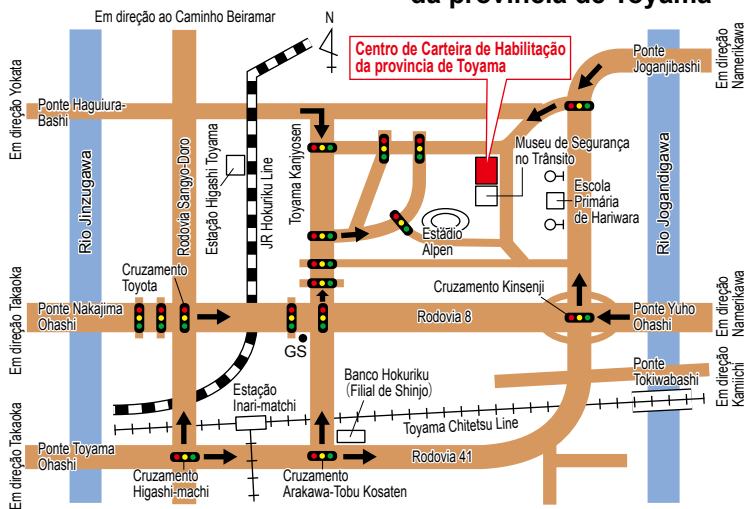 da província de Toyama
Em direção ao Caminho Beiramar
N
Centro de Carteira de Habilitação
da provincia de Toyama
Ponte
Joganjibashi
Em direção
Namerikawa
Em direção Yokata
Ponte Haguiura-
Bashi
Rio Jinzugawa
Rodovia Sangyo-Doro
Estação Higashi Toyama
JR Hokuriku Line
Toyama Kanjyosen
Museu de Segurança
no Trânsito
Escola
Primária
de Hariwara
Rio Jogandigawa
Estádio
Alpen
Cruzamento
Toyota
Cruzamento Kinsenji
Em direção Takaoka
Ponte Nakajima
Ohashi
Rodovia 8
Ponte Yuho
Ohashi
Em direção
Namerikawa
GS
Banco Hokuriku
(Filial de Shinjo)
Ponte
Tokiwabashi
Em direção
Kamiichi
Estação
Inari-matchi
Toyama Chitetsu Line
Em direção Takaoka
Ponte Toyama
Ohashi
Rodovia 41
Cruzamento
Higashi-machi
Cruzamento
Arakawa-Tobu Kosaten